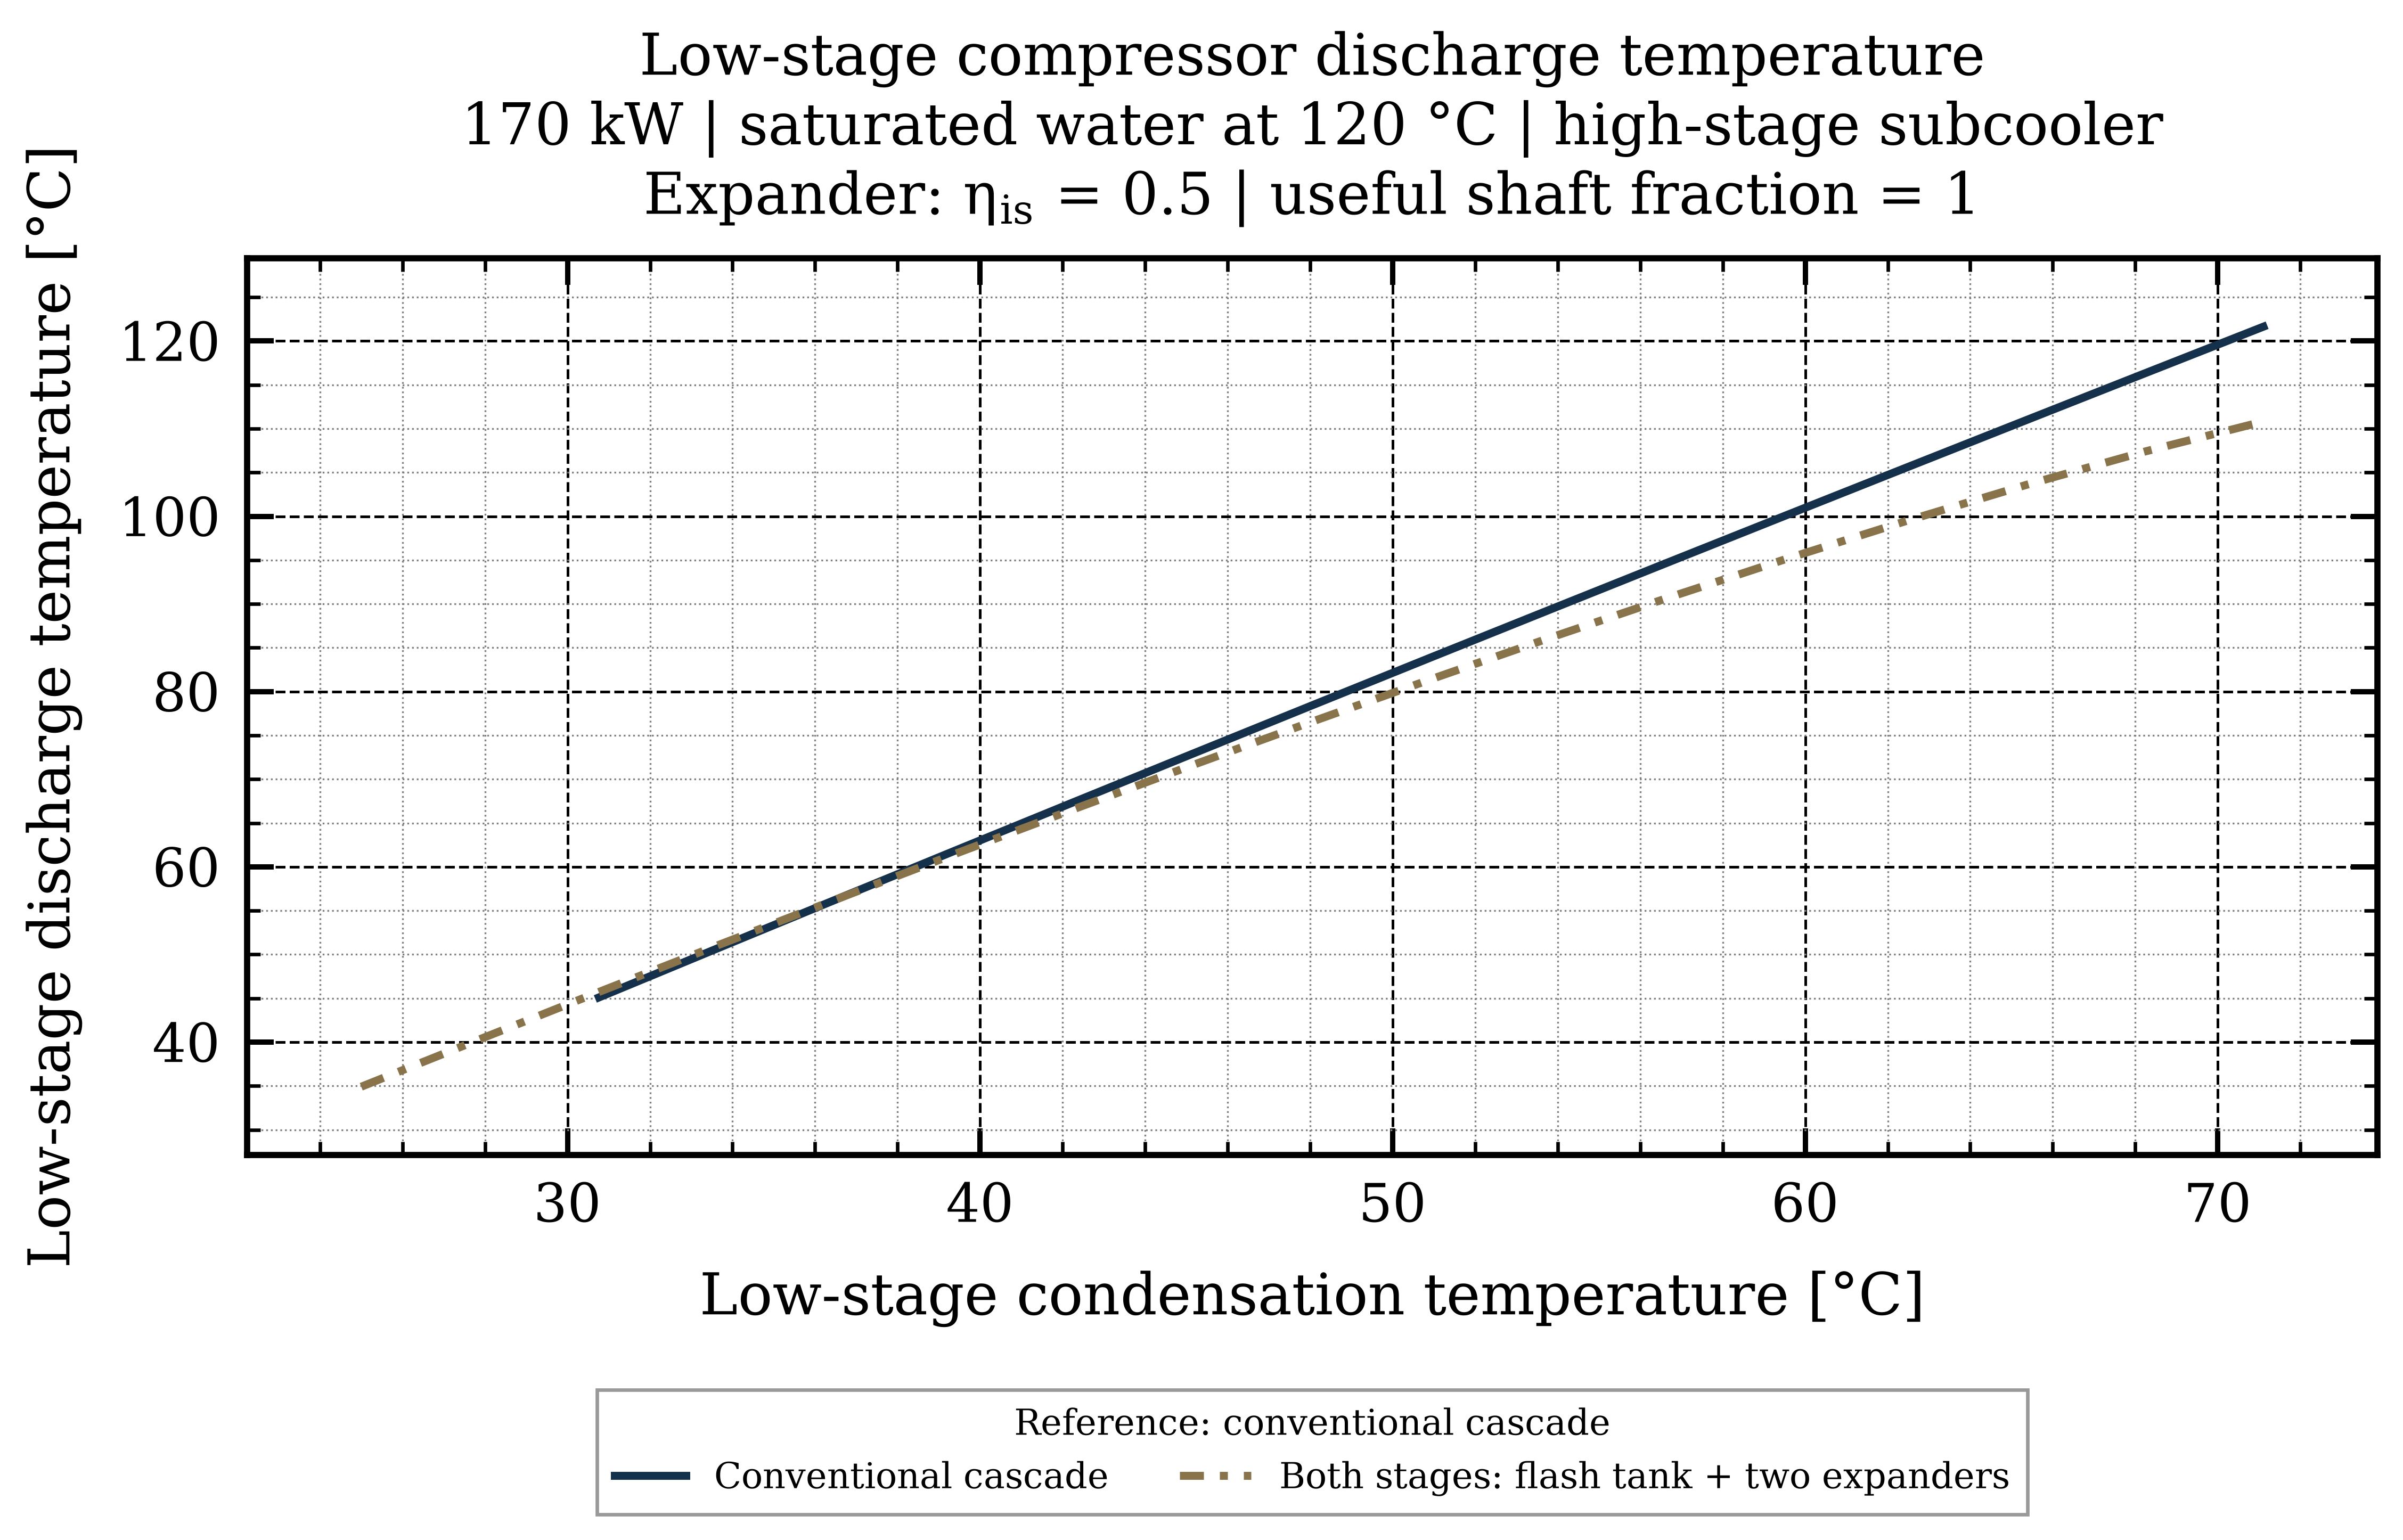 Low-stage compressor discharge temperature
170 kW | saturated water at 120 °C | high-stage subcooler
Expander: ηis = 0.5 | useful shaft fraction = 1
Low-stage discharge temperature [°C]
120
100
80
60
40
30 40 50 60 70
Low-stage condensation temperature [°C]
Reference: conventional cascade
Conventional cascade Both stages: flash tank + two expanders